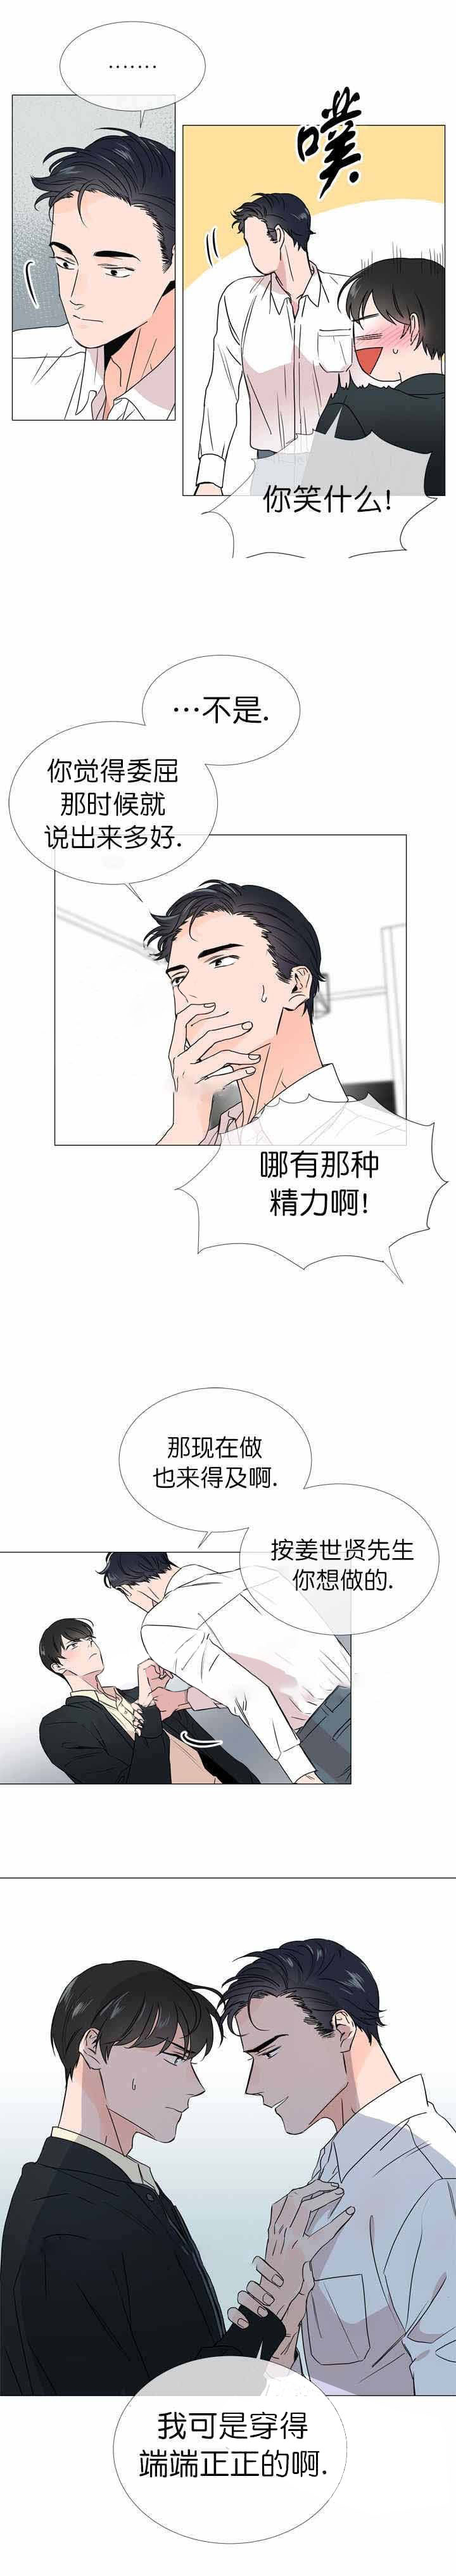 ·······
噗
你笑什么!
···不是.
你觉得委屈
那时候就
说出来多好.
哪有那种
精力啊!
那现在做
也来得及啊.
按姜世贤先生
你想做的.
我可是穿得
端端正正的啊.